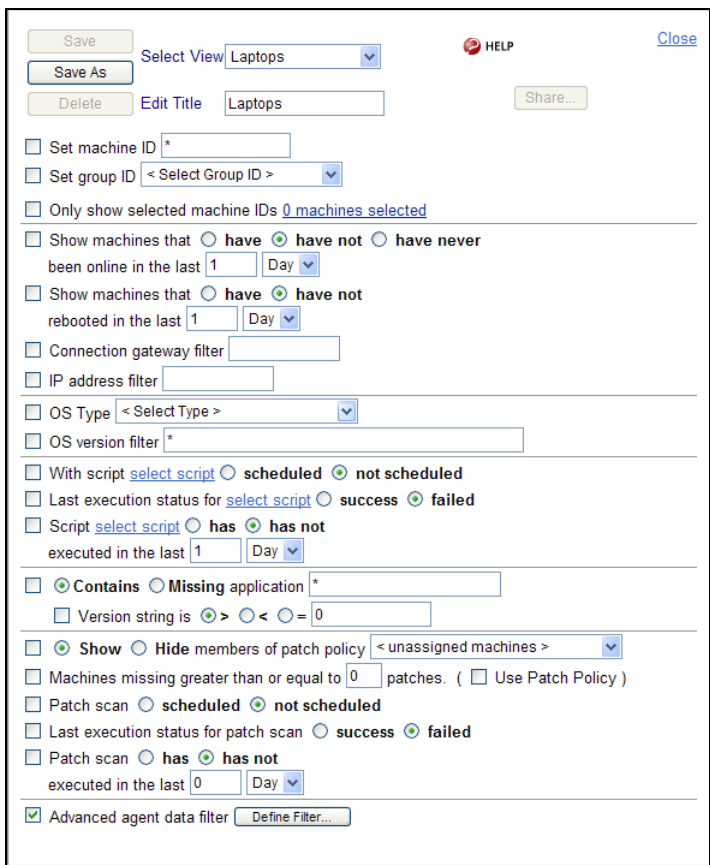 Save
Save As
Delete
Select View Laptops
HELP
Close
Edit Title Laptops
Share...
Set machine ID *
Set group ID < Select Group ID >
Only show selected machine IDs 0 machines selected
Show machines that have have not have never
been online in the last 1 Day
Show machines that have have not
rebooted in the last 1 Day
Connection gateway filter
IP address filter
OS Type < Select Type >
OS version filter *
With script select script scheduled not scheduled
Last execution status for select script success failed
Script select script has has not
executed in the last 1 Day
Contains Missing application *
Version string is > < = 0
Show Hide members of patch policy < unassigned machines >
Machines missing greater than or equal to 0 patches. ( Use Patch Policy )
Patch scan scheduled not scheduled
Last execution status for patch scan success failed
Patch scan has has not
executed in the last 0 Day
Advanced agent data filter Define Filter...